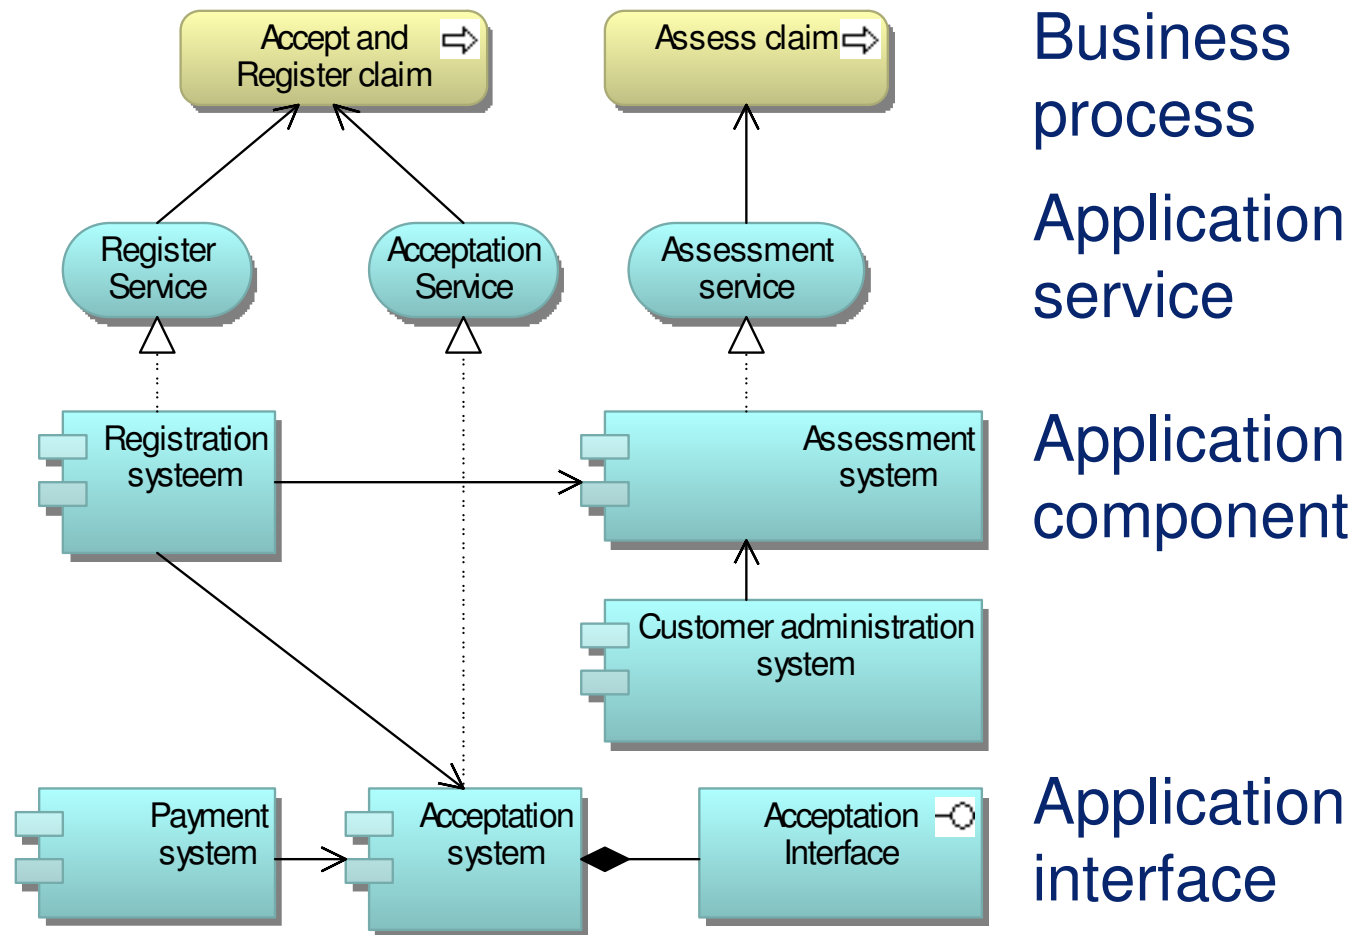 Accept and
Register claim
Assess claim
Business
process
Register
Service
Acceptation
Service
Assessment
service
Application
service
Registration
systeem
Assessment
system
Application
component
Customer administration
system
Payment
system
Acceptation
system
Acceptation
Interface
Application
interface